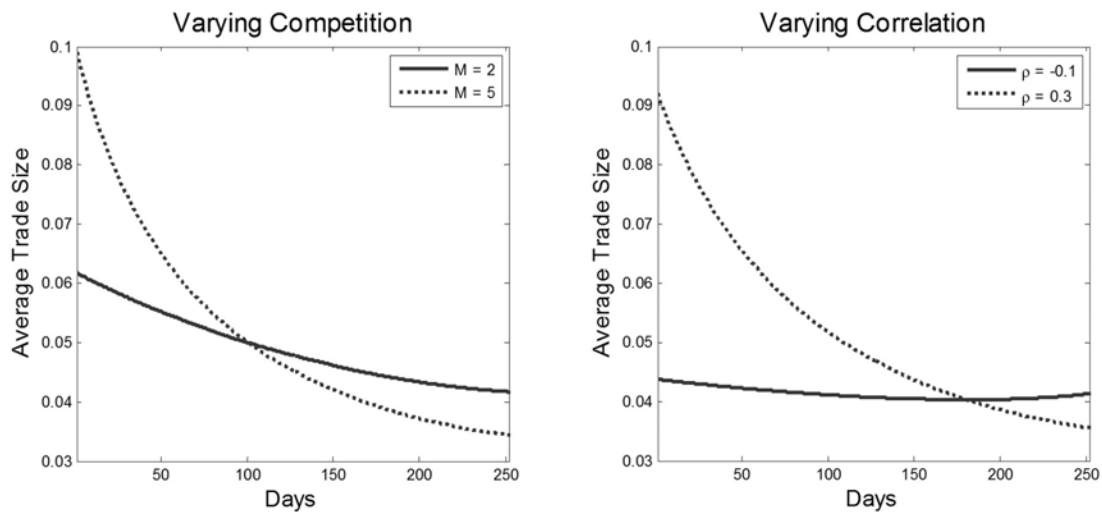 Varying Competition
0.1
0.09
0.08
0.07
0.06
0.05
0.04
0.03
Average Trade Size
M = 2
M = 5
50
100
150
200
250
Days
Varying Correlation
0.1
0.09
0.08
0.07
0.06
0.05
0.04
0.03
Average Trade Size
ρ = -0.1
ρ = 0.3
50
100
150
200
250
Days